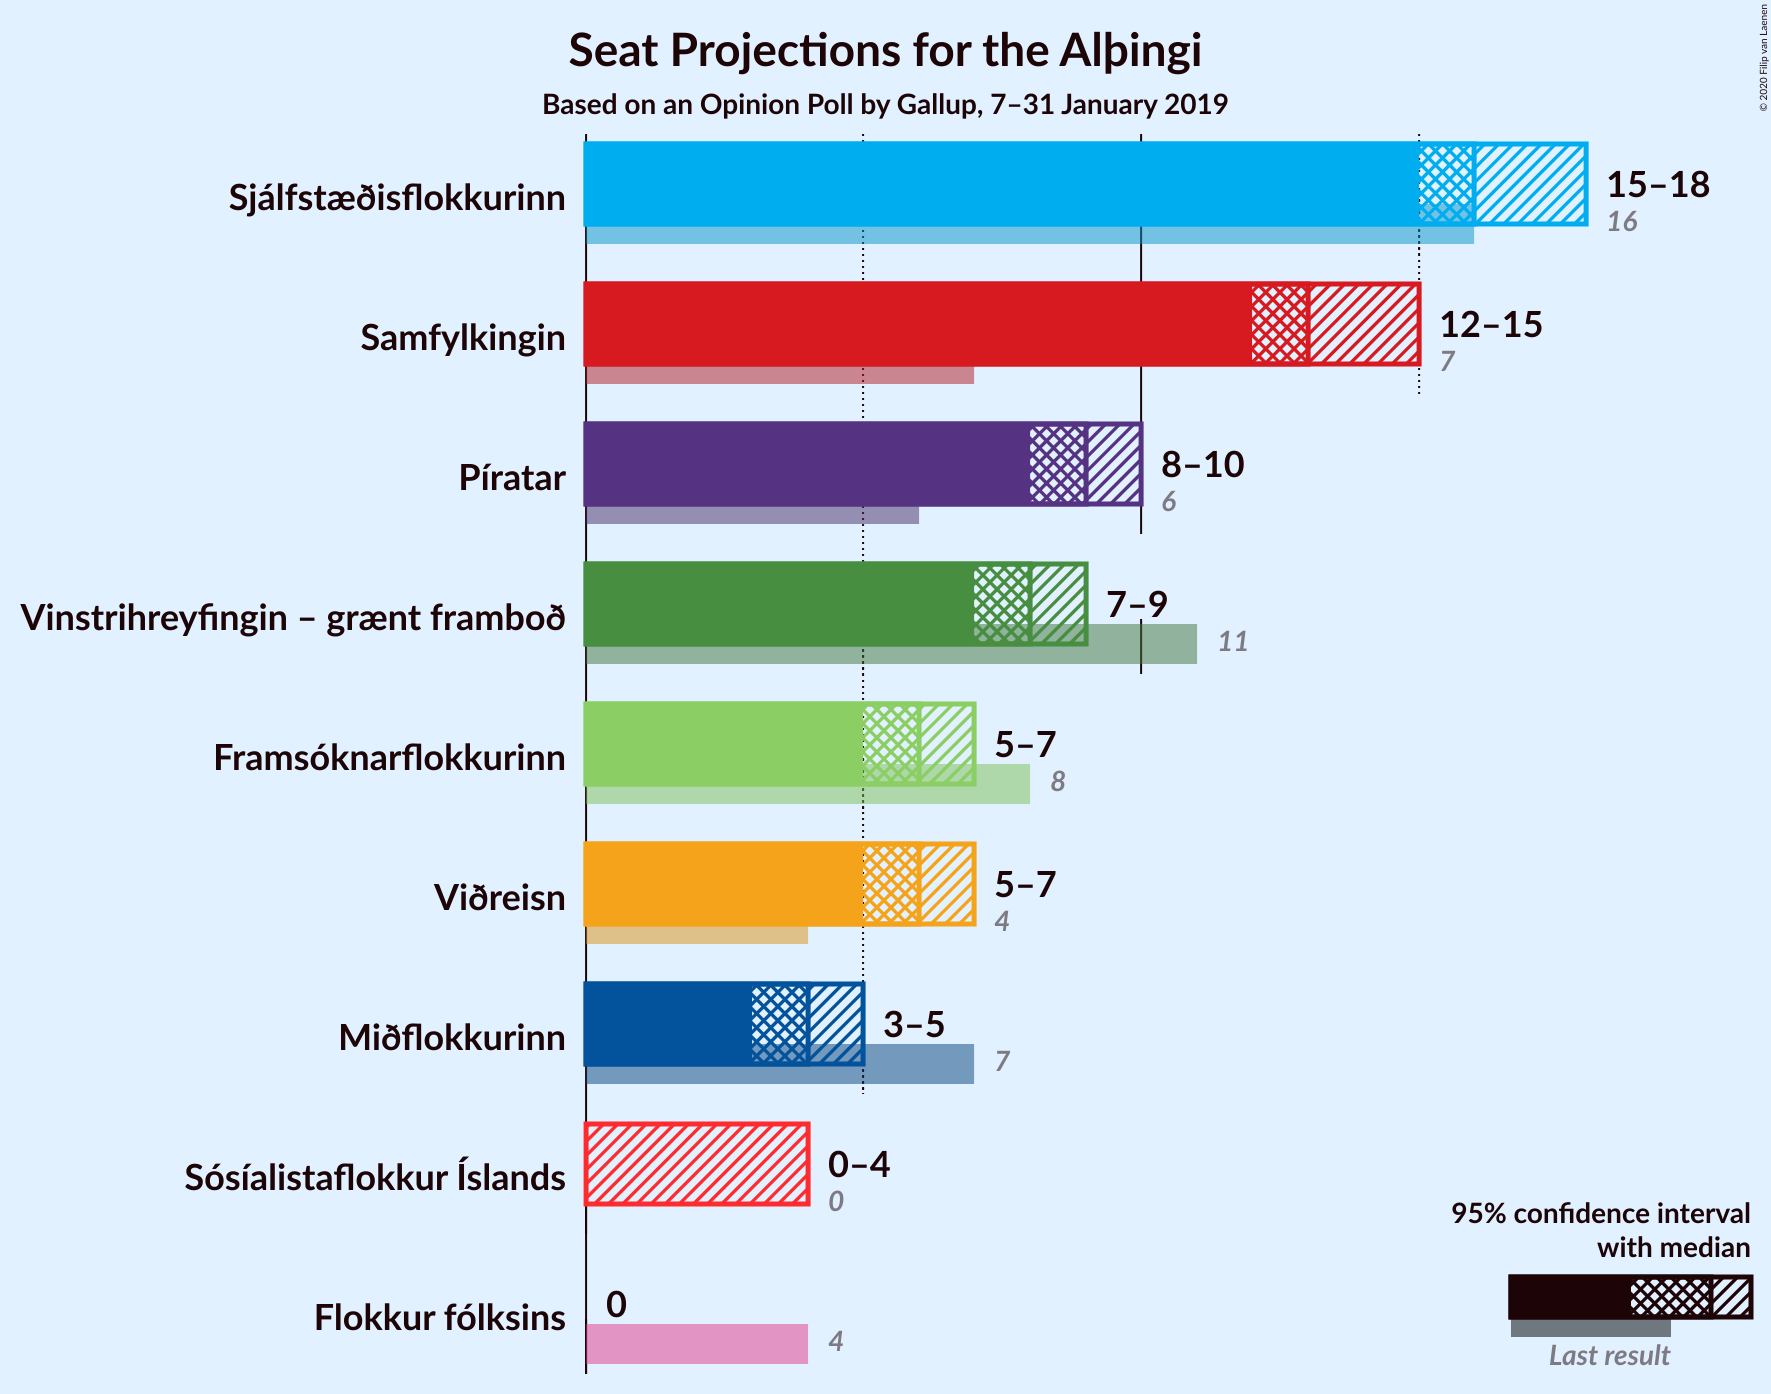 Seat Projections for the Alþingi
Based on an Opinion Poll by Gallup, 7–31 January 2019
© 2020 Filip van Laenen
Sjálfstæðisflokkurinn
15–18
16
Samfylkingin
12–15
7
Píratar
8–10
6
Vinstrihreyfingin – grænt framboð
7–9
11
Framsóknarflokkurinn
5–7
8
Viðreisn
5–7
4
Miðflokkurinn
3–5
7
Sósíalistaflokkur Íslands
0–4
0
Flokkur fólksins
0
4
95% confidence interval
with median
Last result